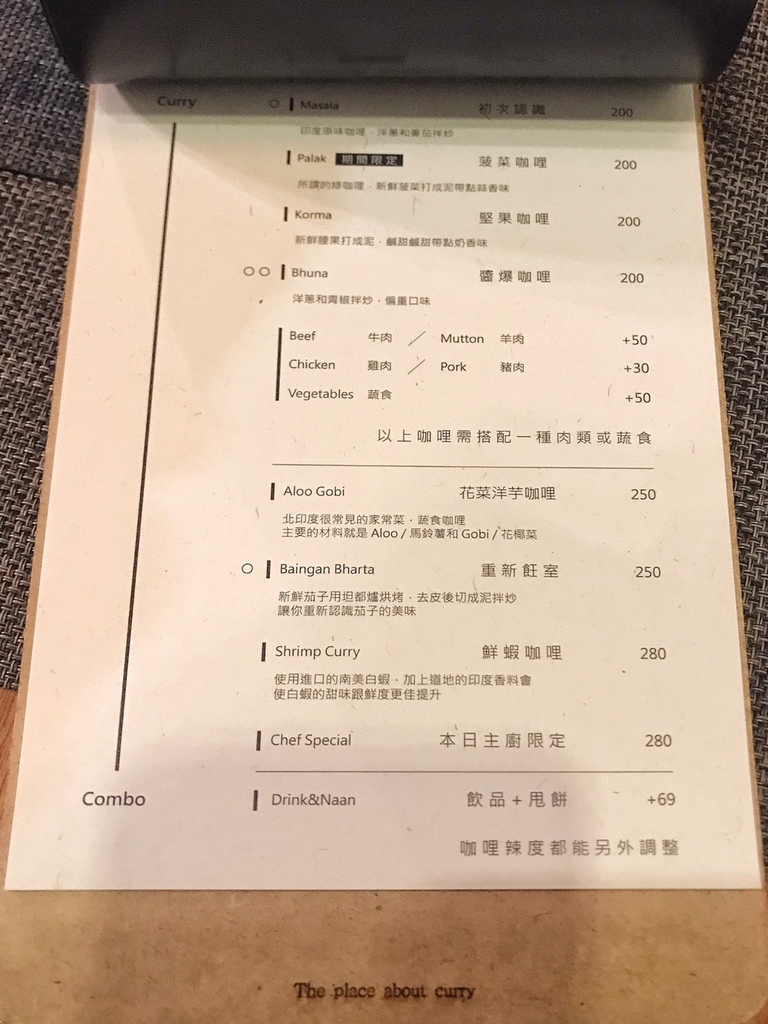 Curry Masala 初次認識 200
印度原味咖哩，洋蔥和番茄拌炒
Palak 期間限定 菠菜咖哩 200
所謂的綠咖哩，新鮮菠菜打成泥帶點蒜香味
Korma 堅果咖哩 200
新鮮腰果打成泥，鹹甜鹹甜帶點奶香味
Bhuna 醬爆咖哩 200
洋蔥和青椒拌炒，偏重口味
Beef 牛肉 / Mutton 羊肉 +50
Chicken 雞肉 / Pork 豬肉 +30
Vegetables 蔬食 +50
以上咖哩需搭配一種肉類或蔬食
Aloo Gobi 花菜洋芋咖哩 250
北印度很常見的家常菜，蔬食咖哩
主要的材料就是 Aloo / 馬鈴薯和 Gobi / 花椰菜
Baingan Bharta 重新飪室 250
新鮮茄子用坦都爐烘烤，去皮後切成泥拌炒
讓你重新認識茄子的美味
Shrimp Curry 鮮蝦咖哩 280
使用進口的南美白蝦，加上道地的印度香料會
使白蝦的甜味跟鮮度更佳提升
Chef Special 本日主廚限定 280
Combo Drink&Naan 飲品+甩餅 +69
咖哩辣度都能另外調整
The place about curry